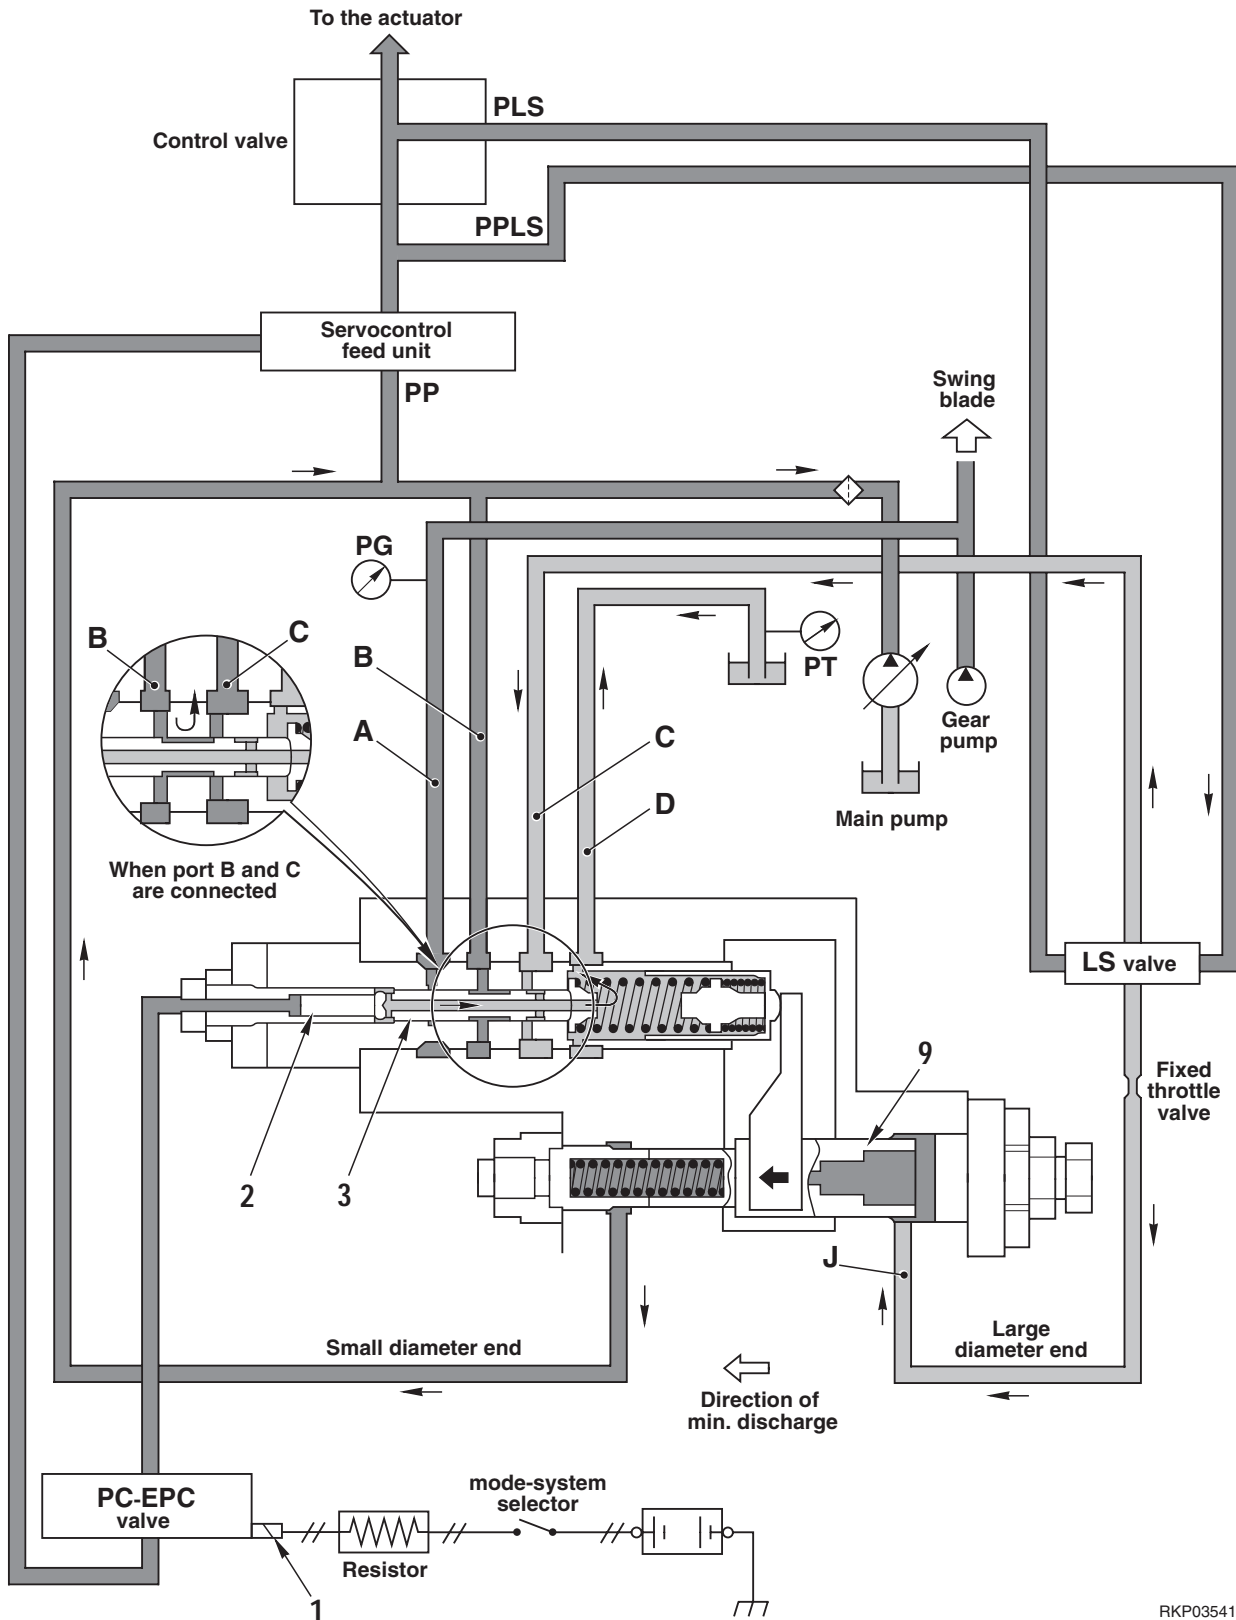 To the actuator
PLS
Control valve
PPLS
Servocontrol
feed unit
PP
Swing
blade
PG
B
C
B
PT
A
C
Gear
pump
D
Main pump
When port B and C
are connected
LS valve
9
Fixed
throttle
valve
2
3
J
Small diameter end
Large
diameter end
Direction of
min. discharge
PC-EPC
valve
mode-system
selector
Resistor
1
RKP03541